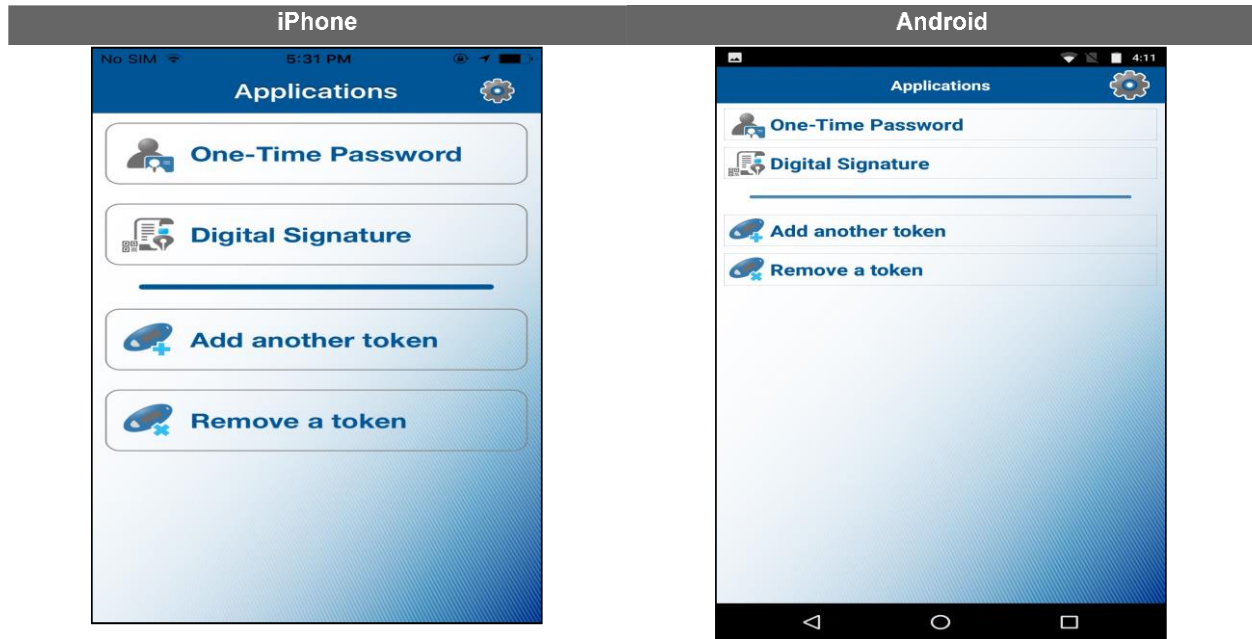 iPhone
Android
No SIM
5:31 PM
Applications
One-Time Password
Digital Signature
Add another token
Remove a token
4:11
Applications
One-Time Password
Digital Signature
Add another token
Remove a token